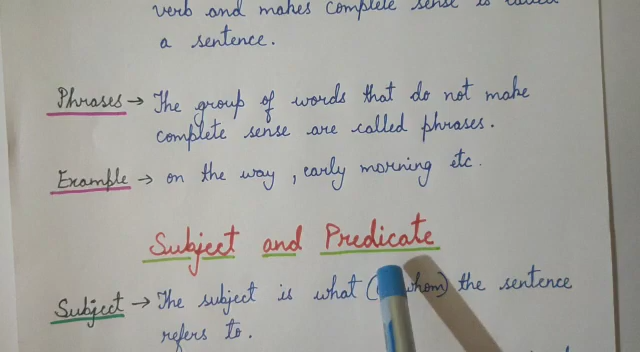 verb and makes complete sense is called
a sentence.
Phrases → The group of words that do not make
complete sense are called phrases.
Example → on the way, early morning etc.
Subject and Predicate
Subject → The subject is what ( whom) the sentence
refers to.